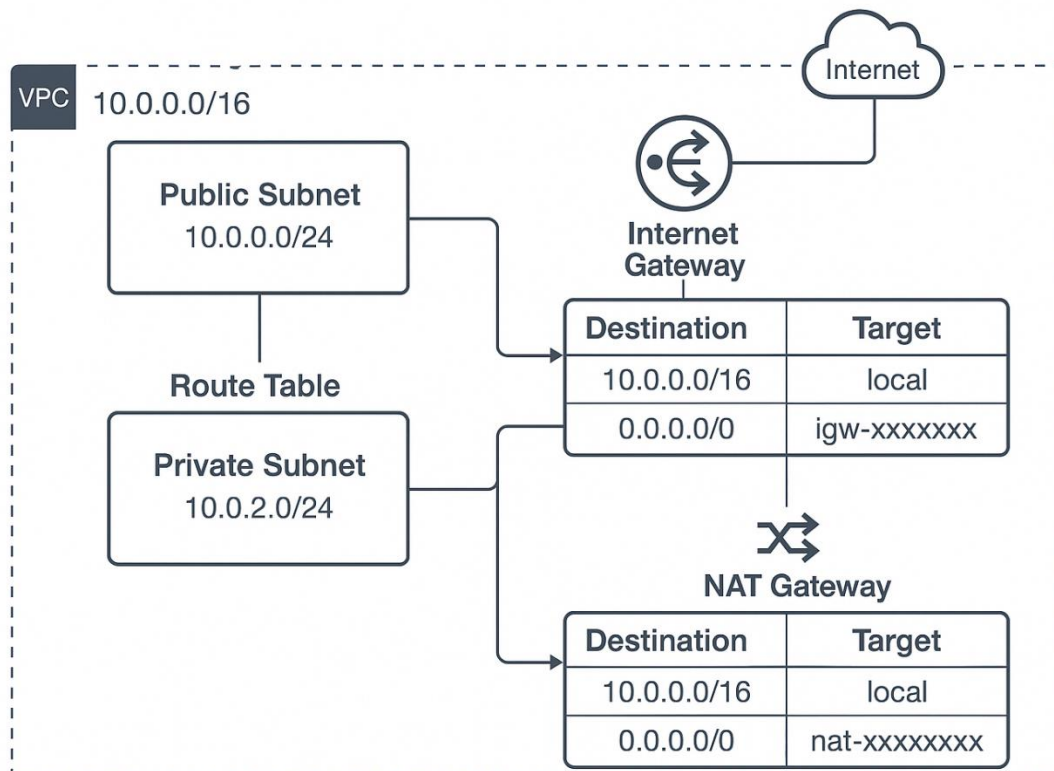 Internet
VPC 10.0.0.0/16
Public Subnet
10.0.0.0/24
Internet
Gateway
Destination Target
10.0.0.0/16 local
0.0.0.0/0 igw-xxxxxxx
Route Table
Private Subnet
10.0.2.0/24
NAT Gateway
Destination Target
10.0.0.0/16 local
0.0.0.0/0 nat-xxxxxxxx